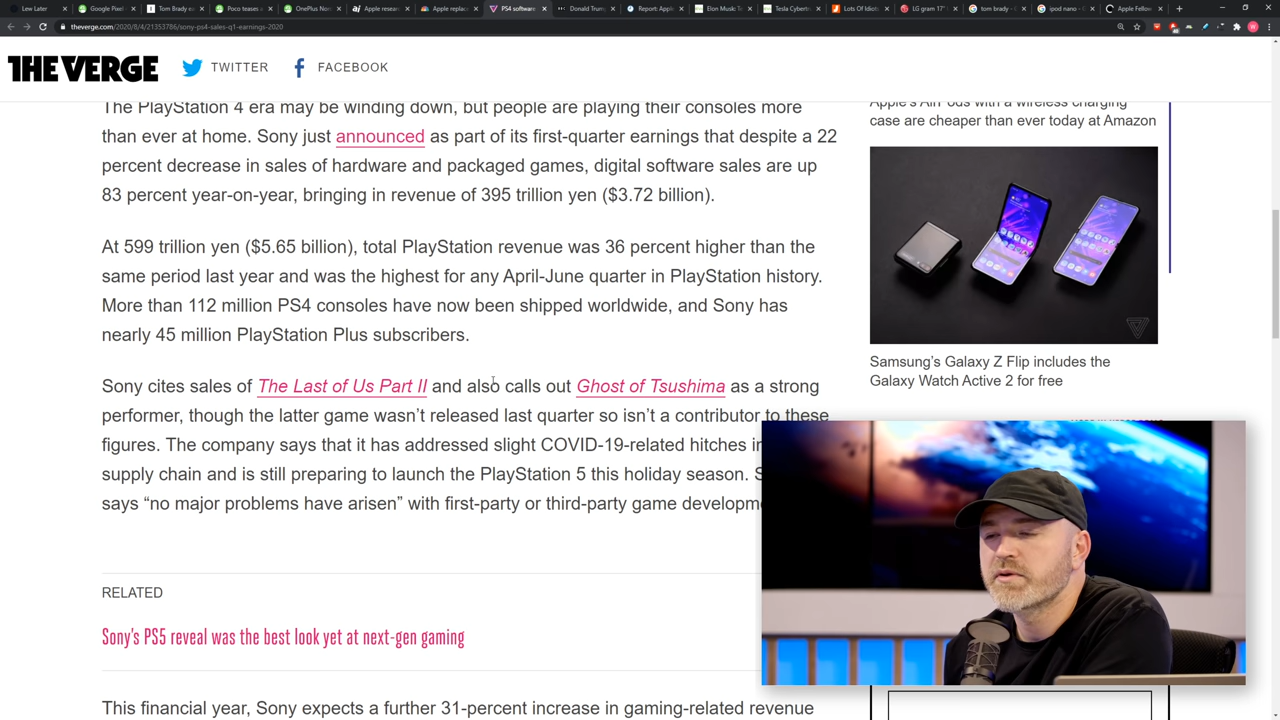 Lew Later
Google Pixel
Tom Brady ea
Poco teases v
OnePlus Nor
Apple researc
Apple replac
PS4 software
Donald Trump
Report: Apple
Elon Musk: T
Tesla Cybertr
Lots Of Idiots
LG gram 17"
tom brady - G
ipod nano - G
Apple Fellow
theverge.com/2020/8/4/21353786/sony-ps4-sales-q1-earnings-2020
THE VERGE
TWITTER
FACEBOOK
The PlayStation 4 era may be winding down, but people are playing their consoles more
than ever at home. Sony just announced as part of its first-quarter earnings that despite a 22
percent decrease in sales of hardware and packaged games, digital software sales are up
83 percent year-on-year, bringing in revenue of 395 trillion yen ($3.72 billion).
At 599 trillion yen ($5.65 billion), total PlayStation revenue was 36 percent higher than the
same period last year and was the highest for any April-June quarter in PlayStation history.
More than 112 million PS4 consoles have now been shipped worldwide, and Sony has
nearly 45 million PlayStation Plus subscribers.
Sony cites sales of The Last of Us Part II and also calls out Ghost of Tsushima as a strong
performer, though the latter game wasn’t released last quarter so isn’t a contributor to these
figures. The company says that it has addressed slight COVID-19-related hitches in
supply chain and is still preparing to launch the PlayStation 5 this holiday season. S
says “no major problems have arisen” with first-party or third-party game developm
RELATED
Sony’s PS5 reveal was the best look yet at next-gen gaming
This financial year, Sony expects a further 31-percent increase in gaming-related revenue
Apple’s AirPods with a wireless charging
case are cheaper than ever today at Amazon
Samsung’s Galaxy Z Flip includes the
Galaxy Watch Active 2 for free